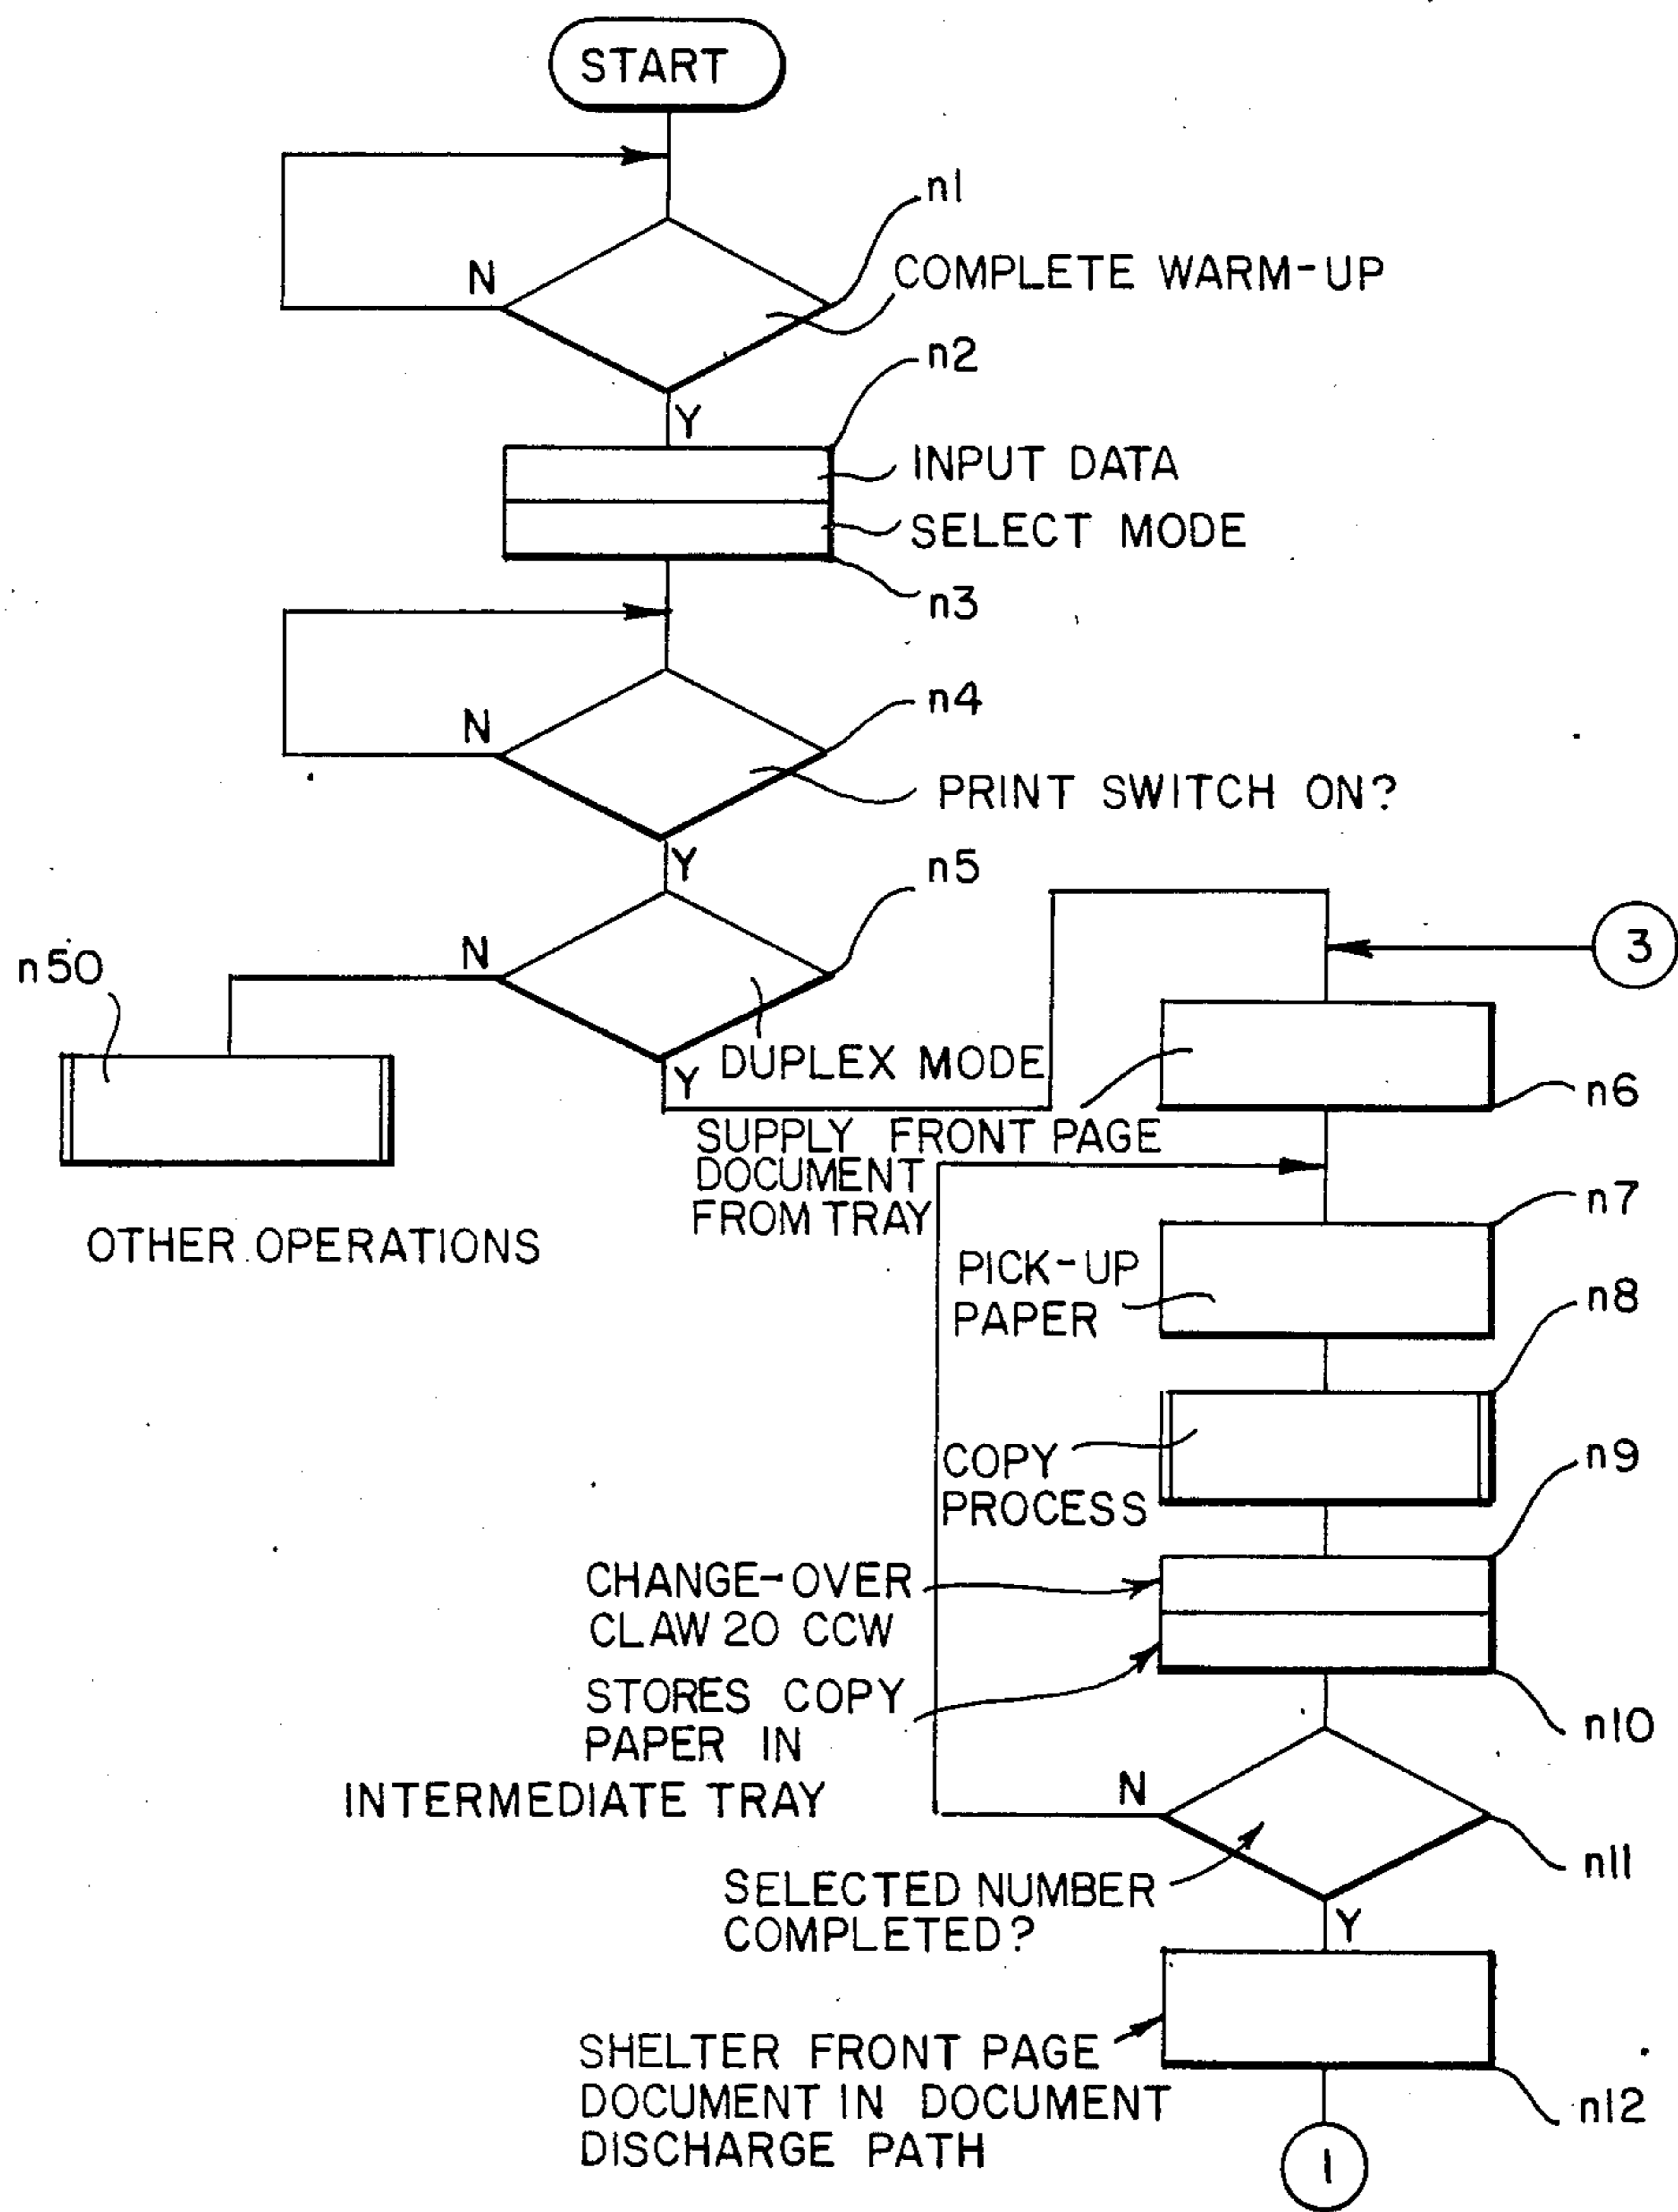 START
n1
N
COMPLETE WARM-UP
n2
Y
INPUT DATA
SELECT MODE
n3
n4
N
PRINT SWITCH ON?
Y
n5
N
n50
3
DUPLEX MODE
Y
n6
SUPPLY FRONT PAGE
DOCUMENT
FROM TRAY
OTHER OPERATIONS
n7
PICK-UP
PAPER
n8
COPY
PROCESS
n9
CHANGE-OVER
CLAW 20 CCW
STORES COPY
PAPER IN
INTERMEDIATE TRAY
n10
N
n11
SELECTED NUMBER
COMPLETED?
Y
SHELTER FRONT PAGE
DOCUMENT IN DOCUMENT
DISCHARGE PATH
n12
1